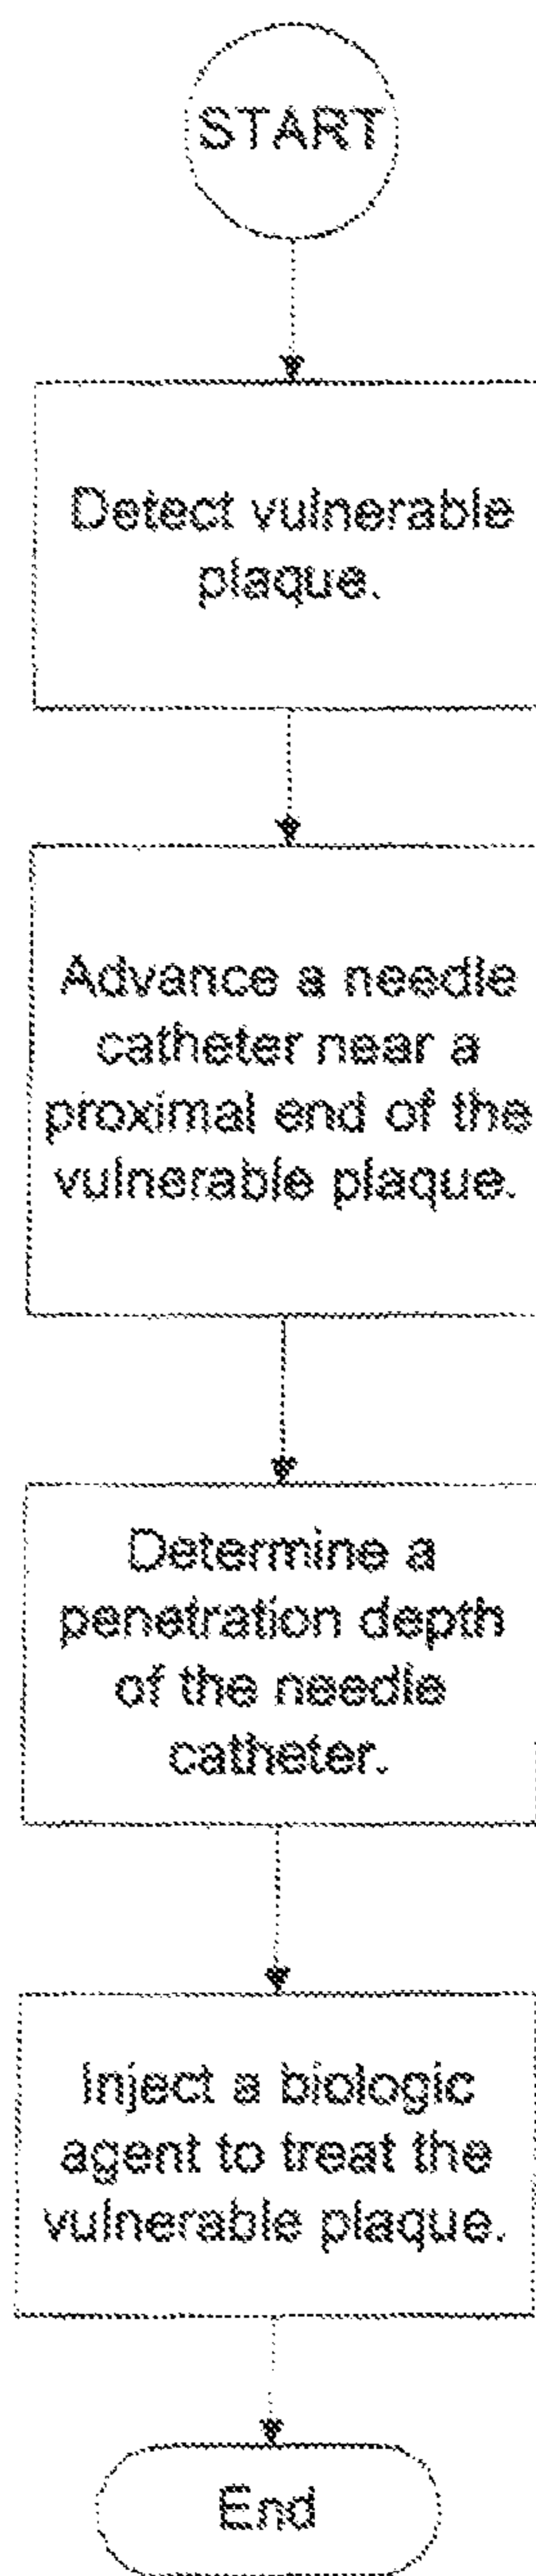 START
Detect vulnerable
plaque.
Advance a needle
catheter near a
proximal end of the
vulnerable plaque.
Determine a
penetration depth
of the needle
catheter.
Inject a biologic
agent to treat the
vulnerable plaque.
End